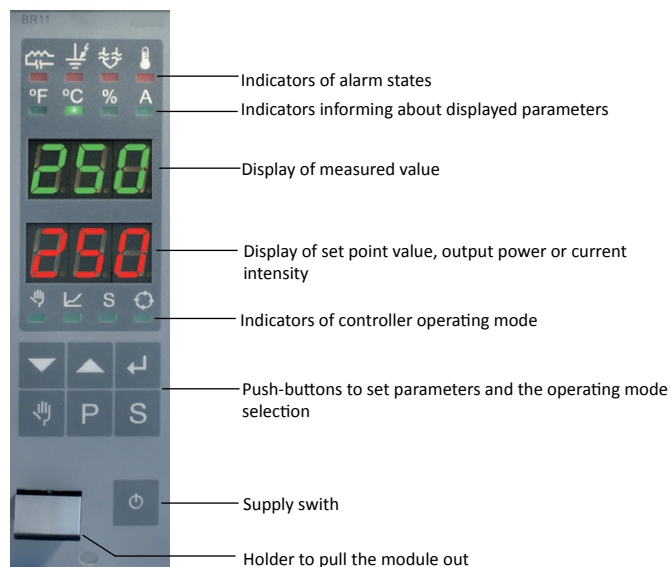 BR11
°F °C % A
Indicators of alarm states
Indicators informing about displayed parameters
250
Display of measured value
250
Display of set point value, output power or current
intensity
S
Indicators of controller operating mode
Push-buttons to set parameters and the operating mode
selection
P S
Supply swith
Holder to pull the module out